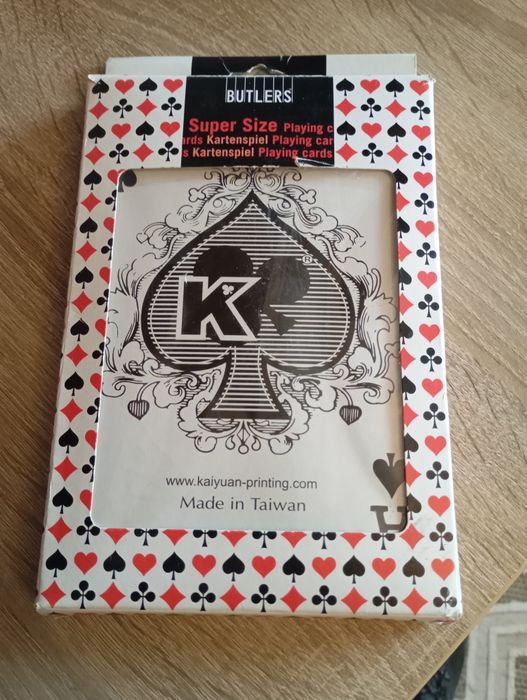 BUTLERS
Super Size Playing c
ards Kartenspiel Playing car
s Kartenspiel Playing cards
K ®
www.kaiyuan-printing.com
Made in Taiwan
A